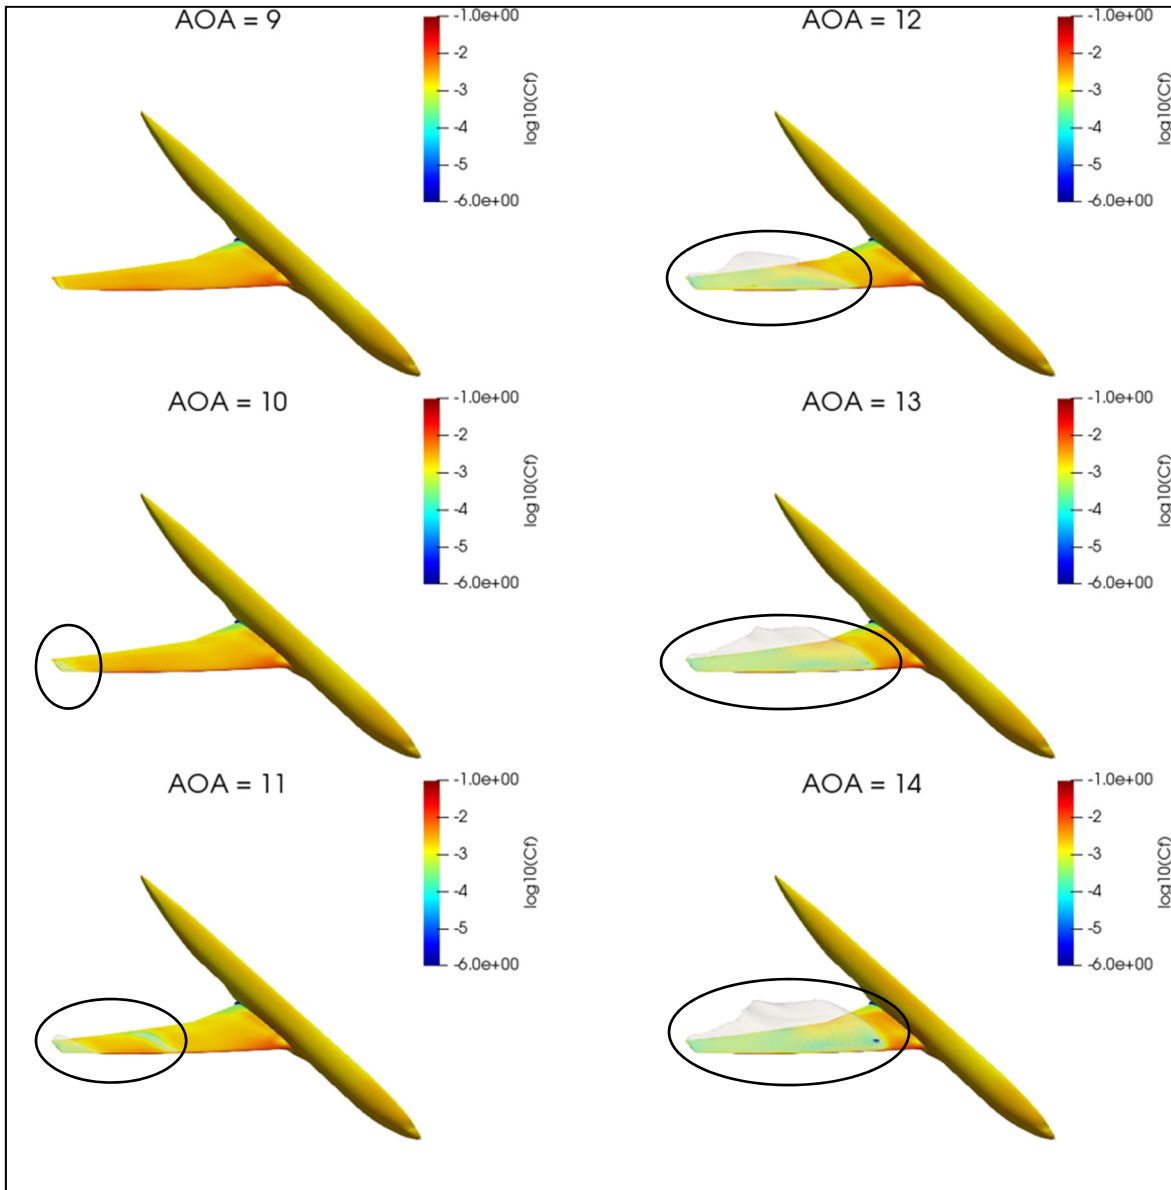 AOA = 9
-1.0e+00
-2
-3
-4
-5
-6.0e+00
log10(Cf)
AOA = 12
-1.0e+00
-2
-3
-4
-5
-6.0e+00
log10(Cf)
AOA = 10
-1.0e+00
-2
-3
-4
-5
-6.0e+00
log10(Cf)
AOA = 13
-1.0e+00
-2
-3
-4
-5
-6.0e+00
log10(Cf)
AOA = 11
-1.0e+00
-2
-3
-4
-5
-6.0e+00
log10(Cf)
AOA = 14
-1.0e+00
-2
-3
-4
-5
-6.0e+00
log10(Cf)